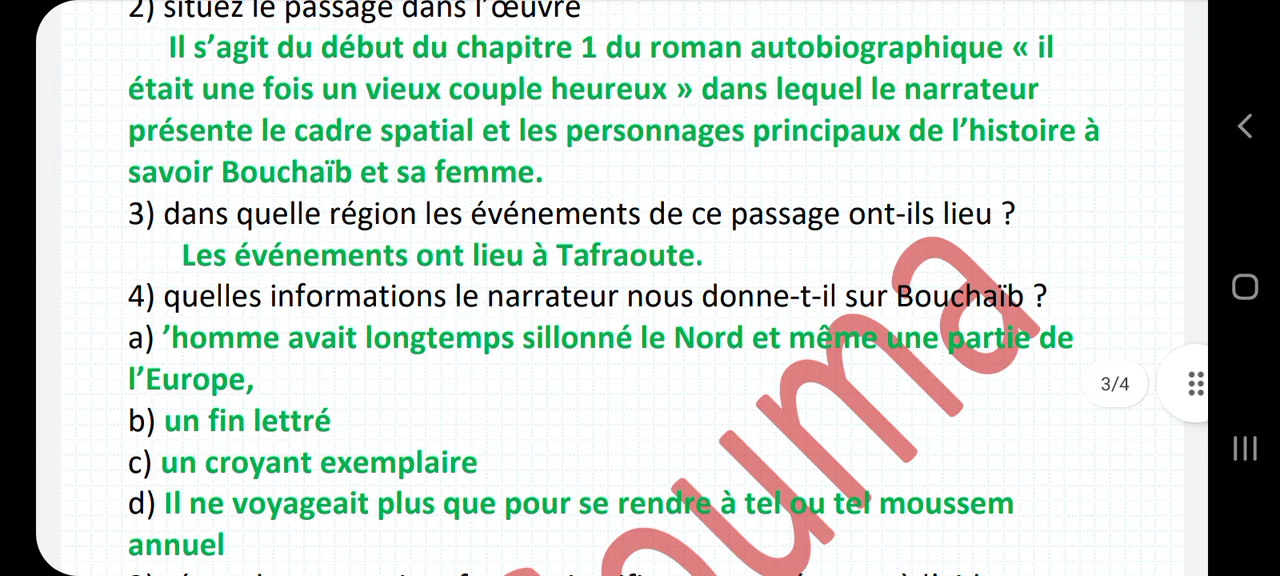 2) situez le passage dans l’œuvre
Il s’agit du début du chapitre 1 du roman autobiographique « il
était une fois un vieux couple heureux » dans lequel le narrateur
présente le cadre spatial et les personnages principaux de l’histoire à
savoir Bouchaïb et sa femme.
3) dans quelle région les événements de ce passage ont-ils lieu ?
Les événements ont lieu à Tafraoute.
4) quelles informations le narrateur nous donne-t-il sur Bouchaïb ?
a) ’homme avait longtemps sillonné le Nord et même une partie de
l’Europe,
b) un fin lettré
c) un croyant exemplaire
d) Il ne voyageait plus que pour se rendre à tel ou tel moussem
annuel
3/4
ouma